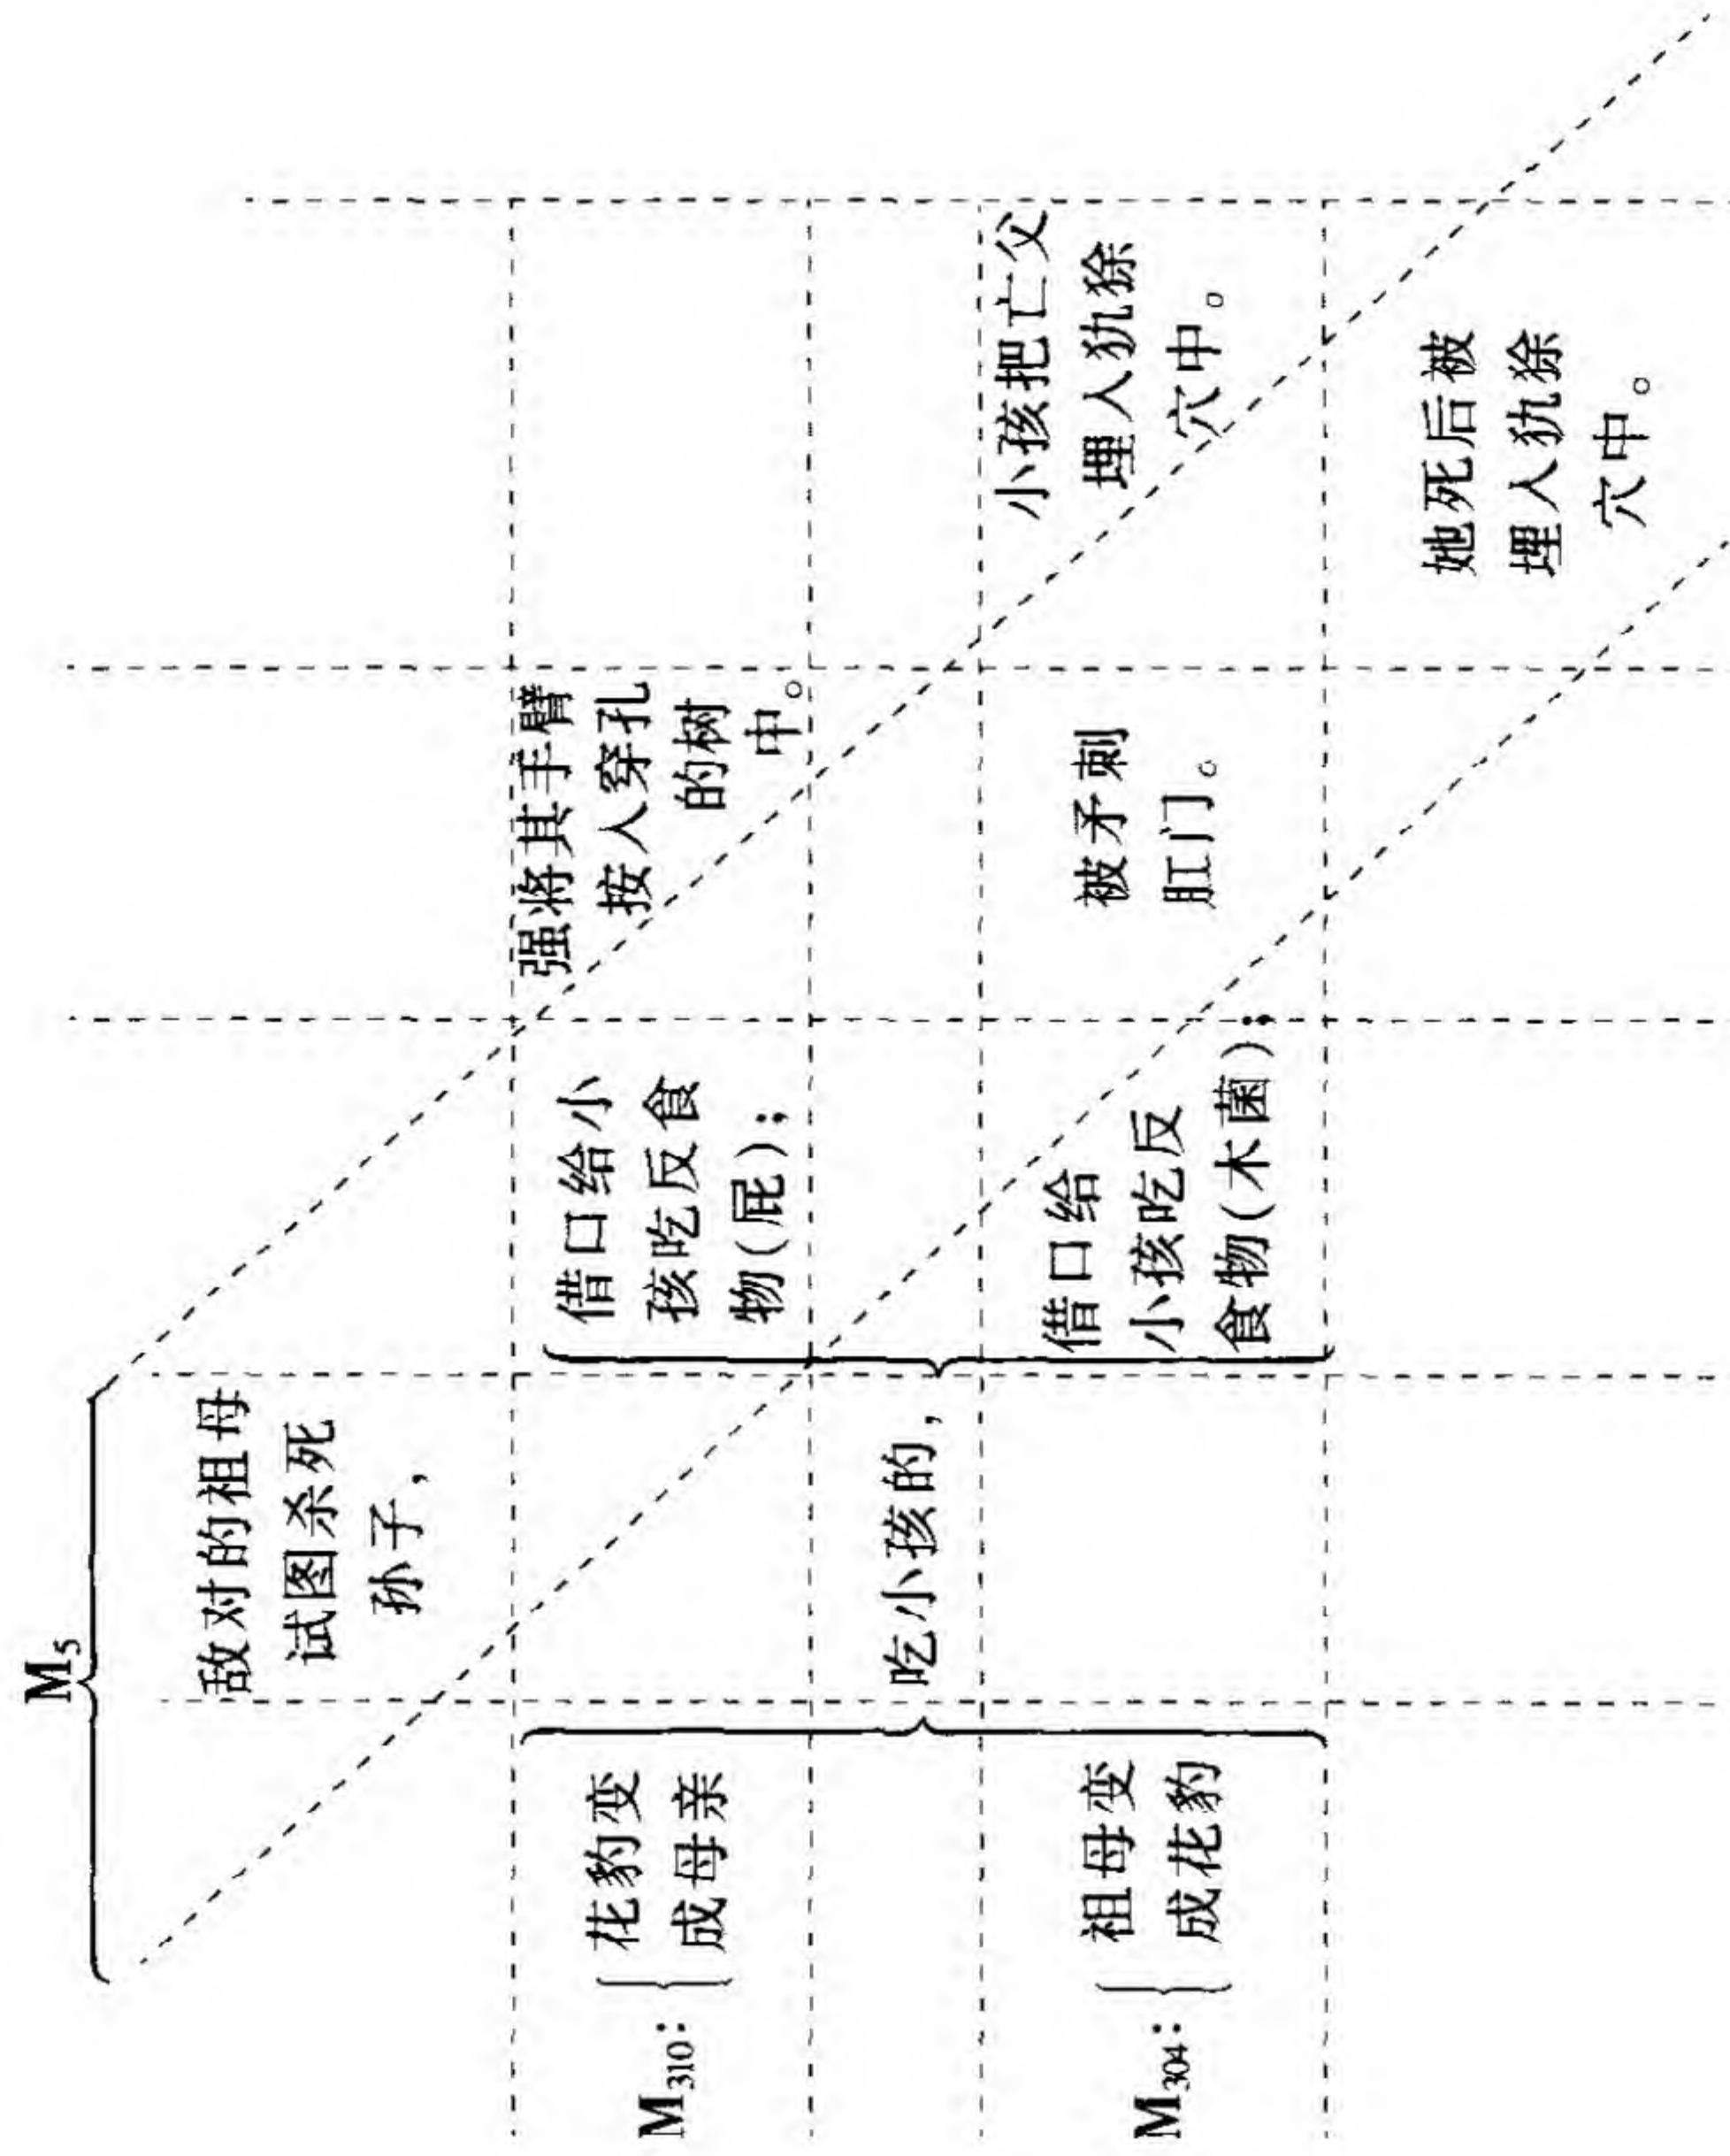 M₅
敌对的祖母
试图杀死
孙子，
M₃₁₀：
花豹变
成母亲
借口给小
孩吃反食
物(屁)；
强将其手臂
按入穿孔
的树
中。
吃小孩的，
M₃₀₄：
祖母变
成花豹
借口给
小孩吃反
食物(木菌)；
被矛刺
肛门。
小孩把亡父
埋入犰狳
穴中。
她死后被
埋入犰狳
穴中。